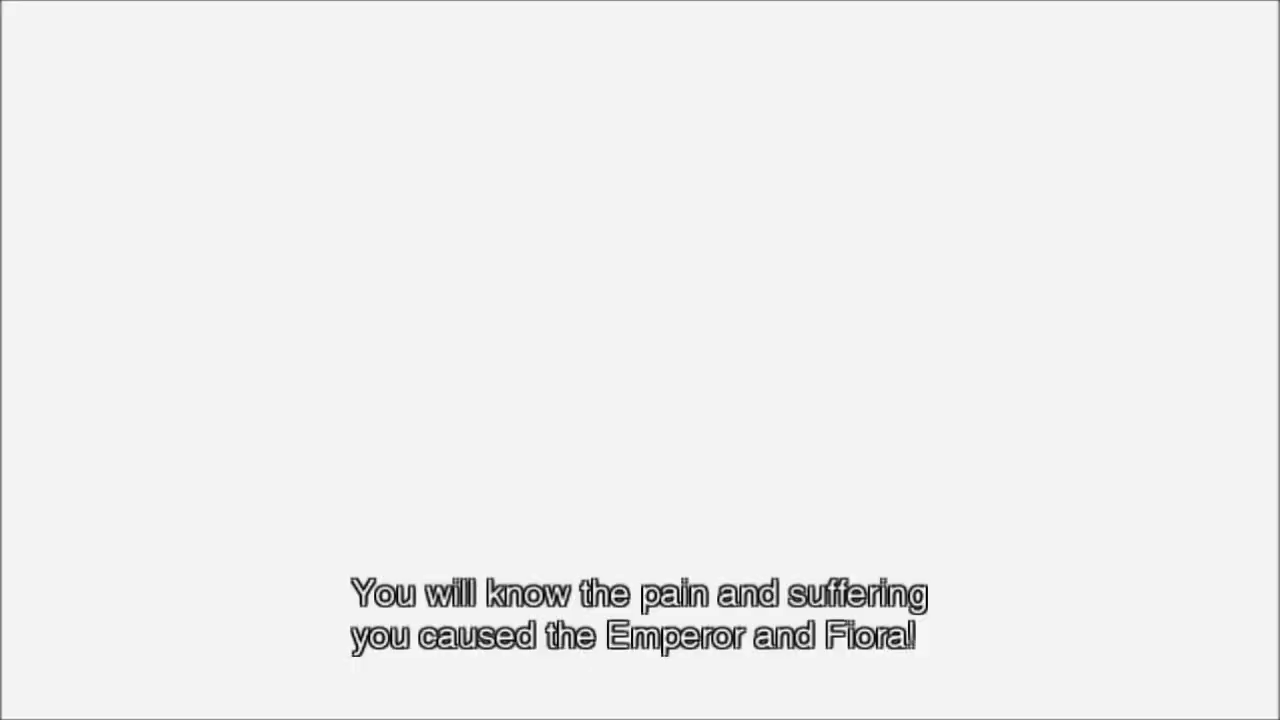 You will know the pain and suffering
you caused the Emperor and Fiora!